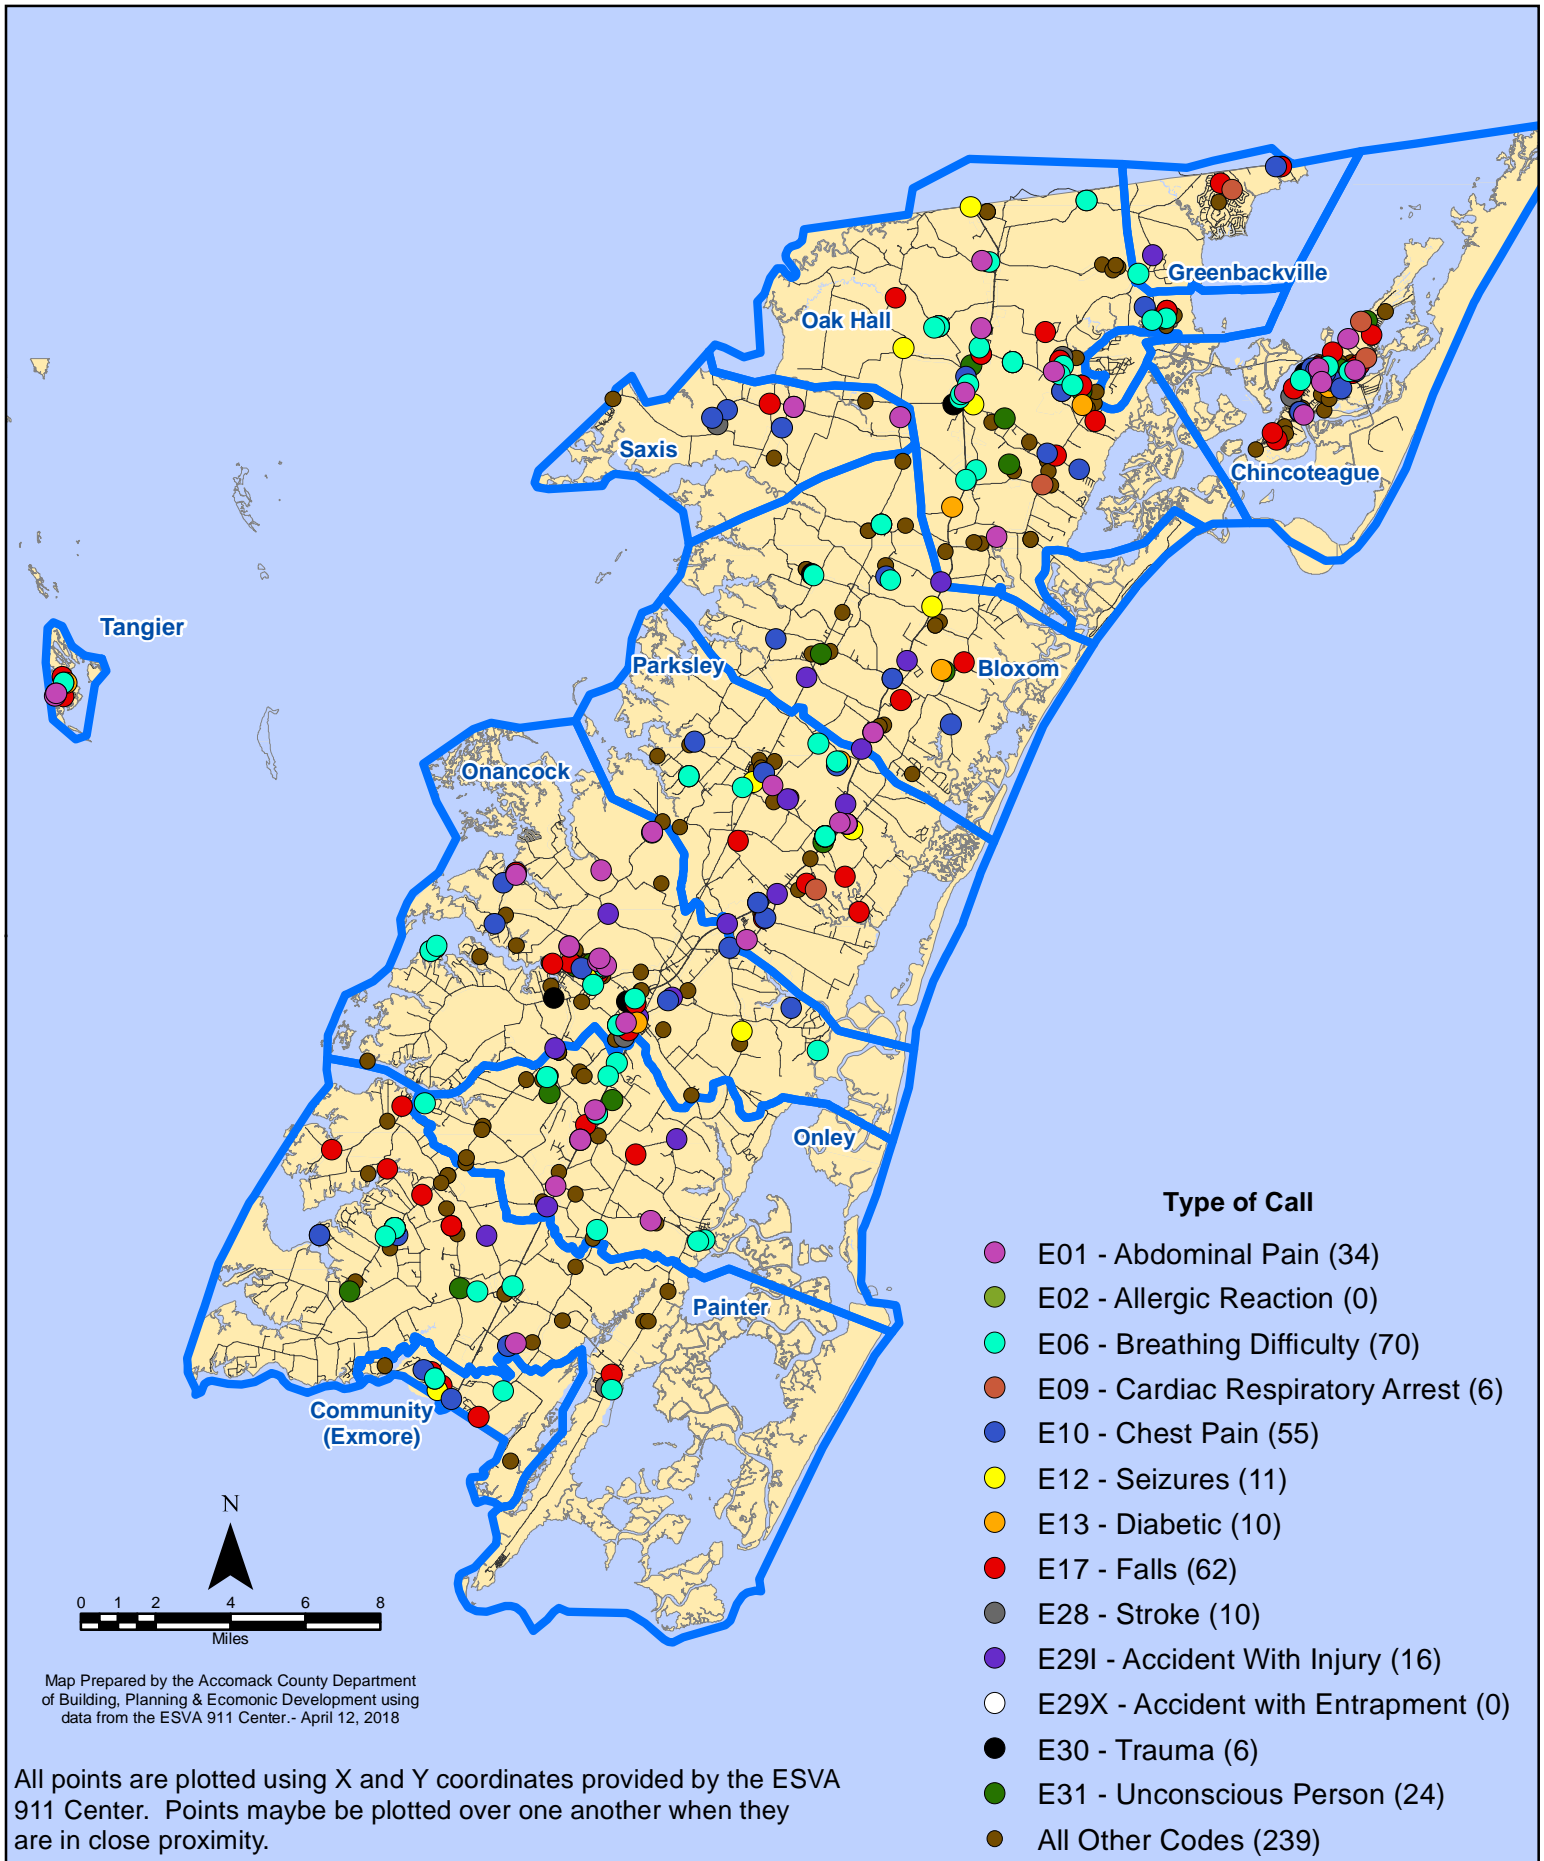 Greenbackville
Oak Hall
Saxis
Chincoteague
Tangier
Parksley
Bloxom
Onancock
Onley
Painter
Community
(Exmore)
Type of Call
E01 - Abdominal Pain (34)
E02 - Allergic Reaction (0)
E06 - Breathing Difficulty (70)
E09 - Cardiac Respiratory Arrest (6)
E10 - Chest Pain (55)
E12 - Seizures (11)
E13 - Diabetic (10)
E17 - Falls (62)
E28 - Stroke (10)
E29I - Accident With Injury (16)
E29X - Accident with Entrapment (0)
E30 - Trauma (6)
E31 - Unconscious Person (24)
All Other Codes (239)
N
0 1 2 4 6 8
Miles
Map Prepared by the Accomack County Department
of Building, Planning & Ecomonic Development using
data from the ESVA 911 Center.- April 12, 2018
All points are plotted using X and Y coordinates provided by the ESVA
911 Center.  Points maybe be plotted over one another when they
are in close proximity.